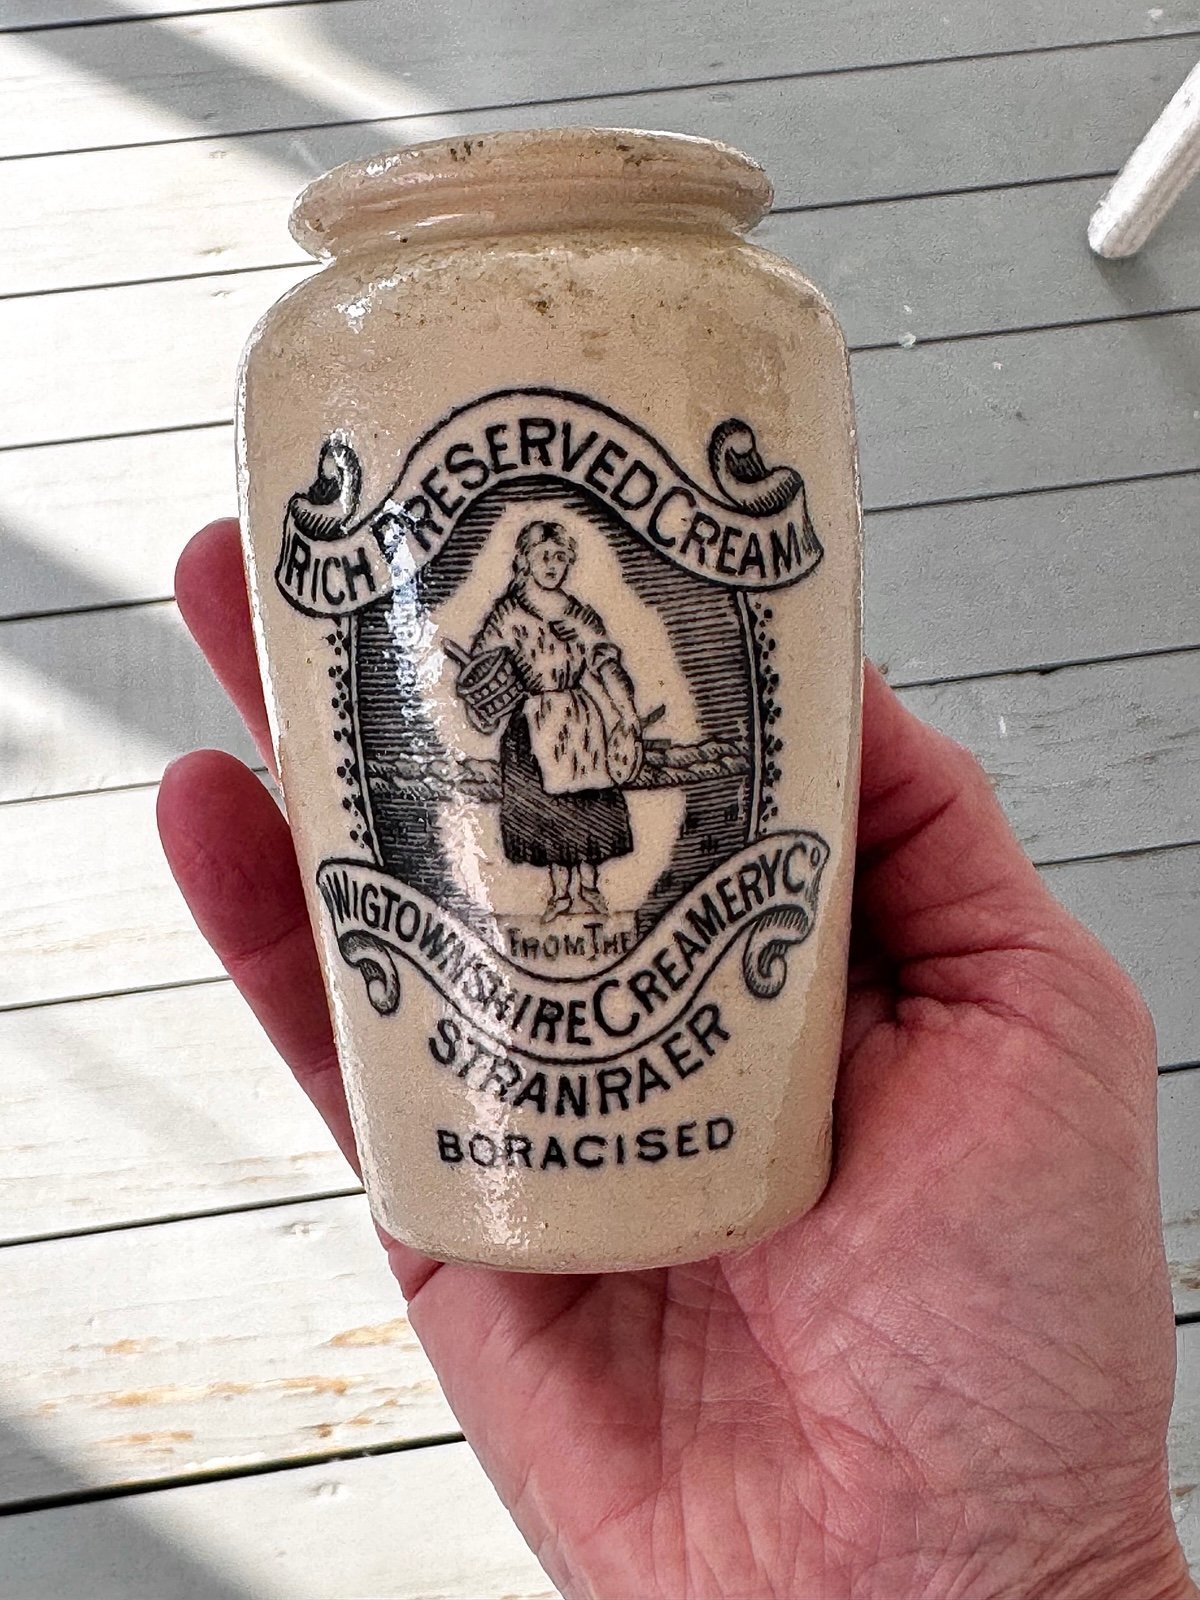 RICH PRESERVED CREAM
FROM THE
WIGTOWNSHIRE CREAMERY Co
STRANRAER
BORACISED